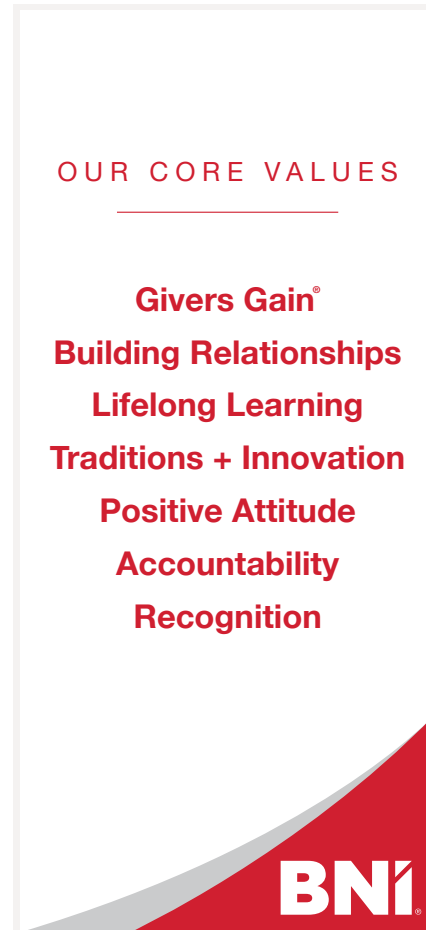 OUR CORE VALUES
Givers Gain®
Building Relationships
Lifelong Learning
Traditions + Innovation
Positive Attitude
Accountability
Recognition
BNI®